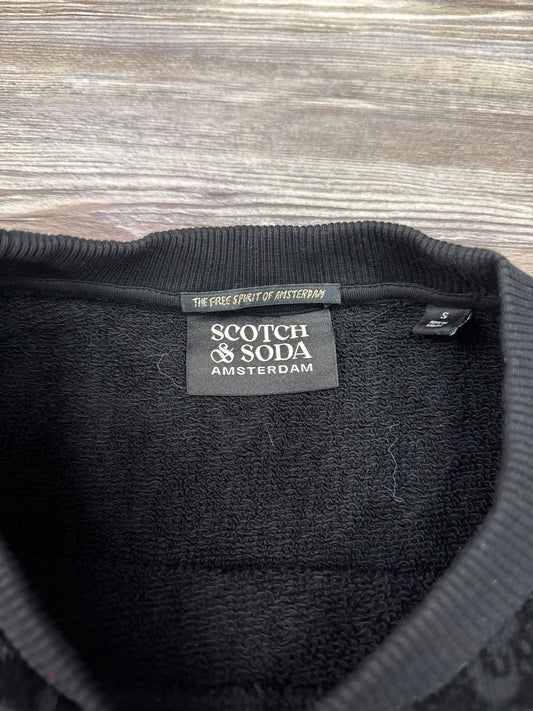 THE FREE SPIRIT OF AMSTERDAM
SCOTCH
& SODA
AMSTERDAM
S